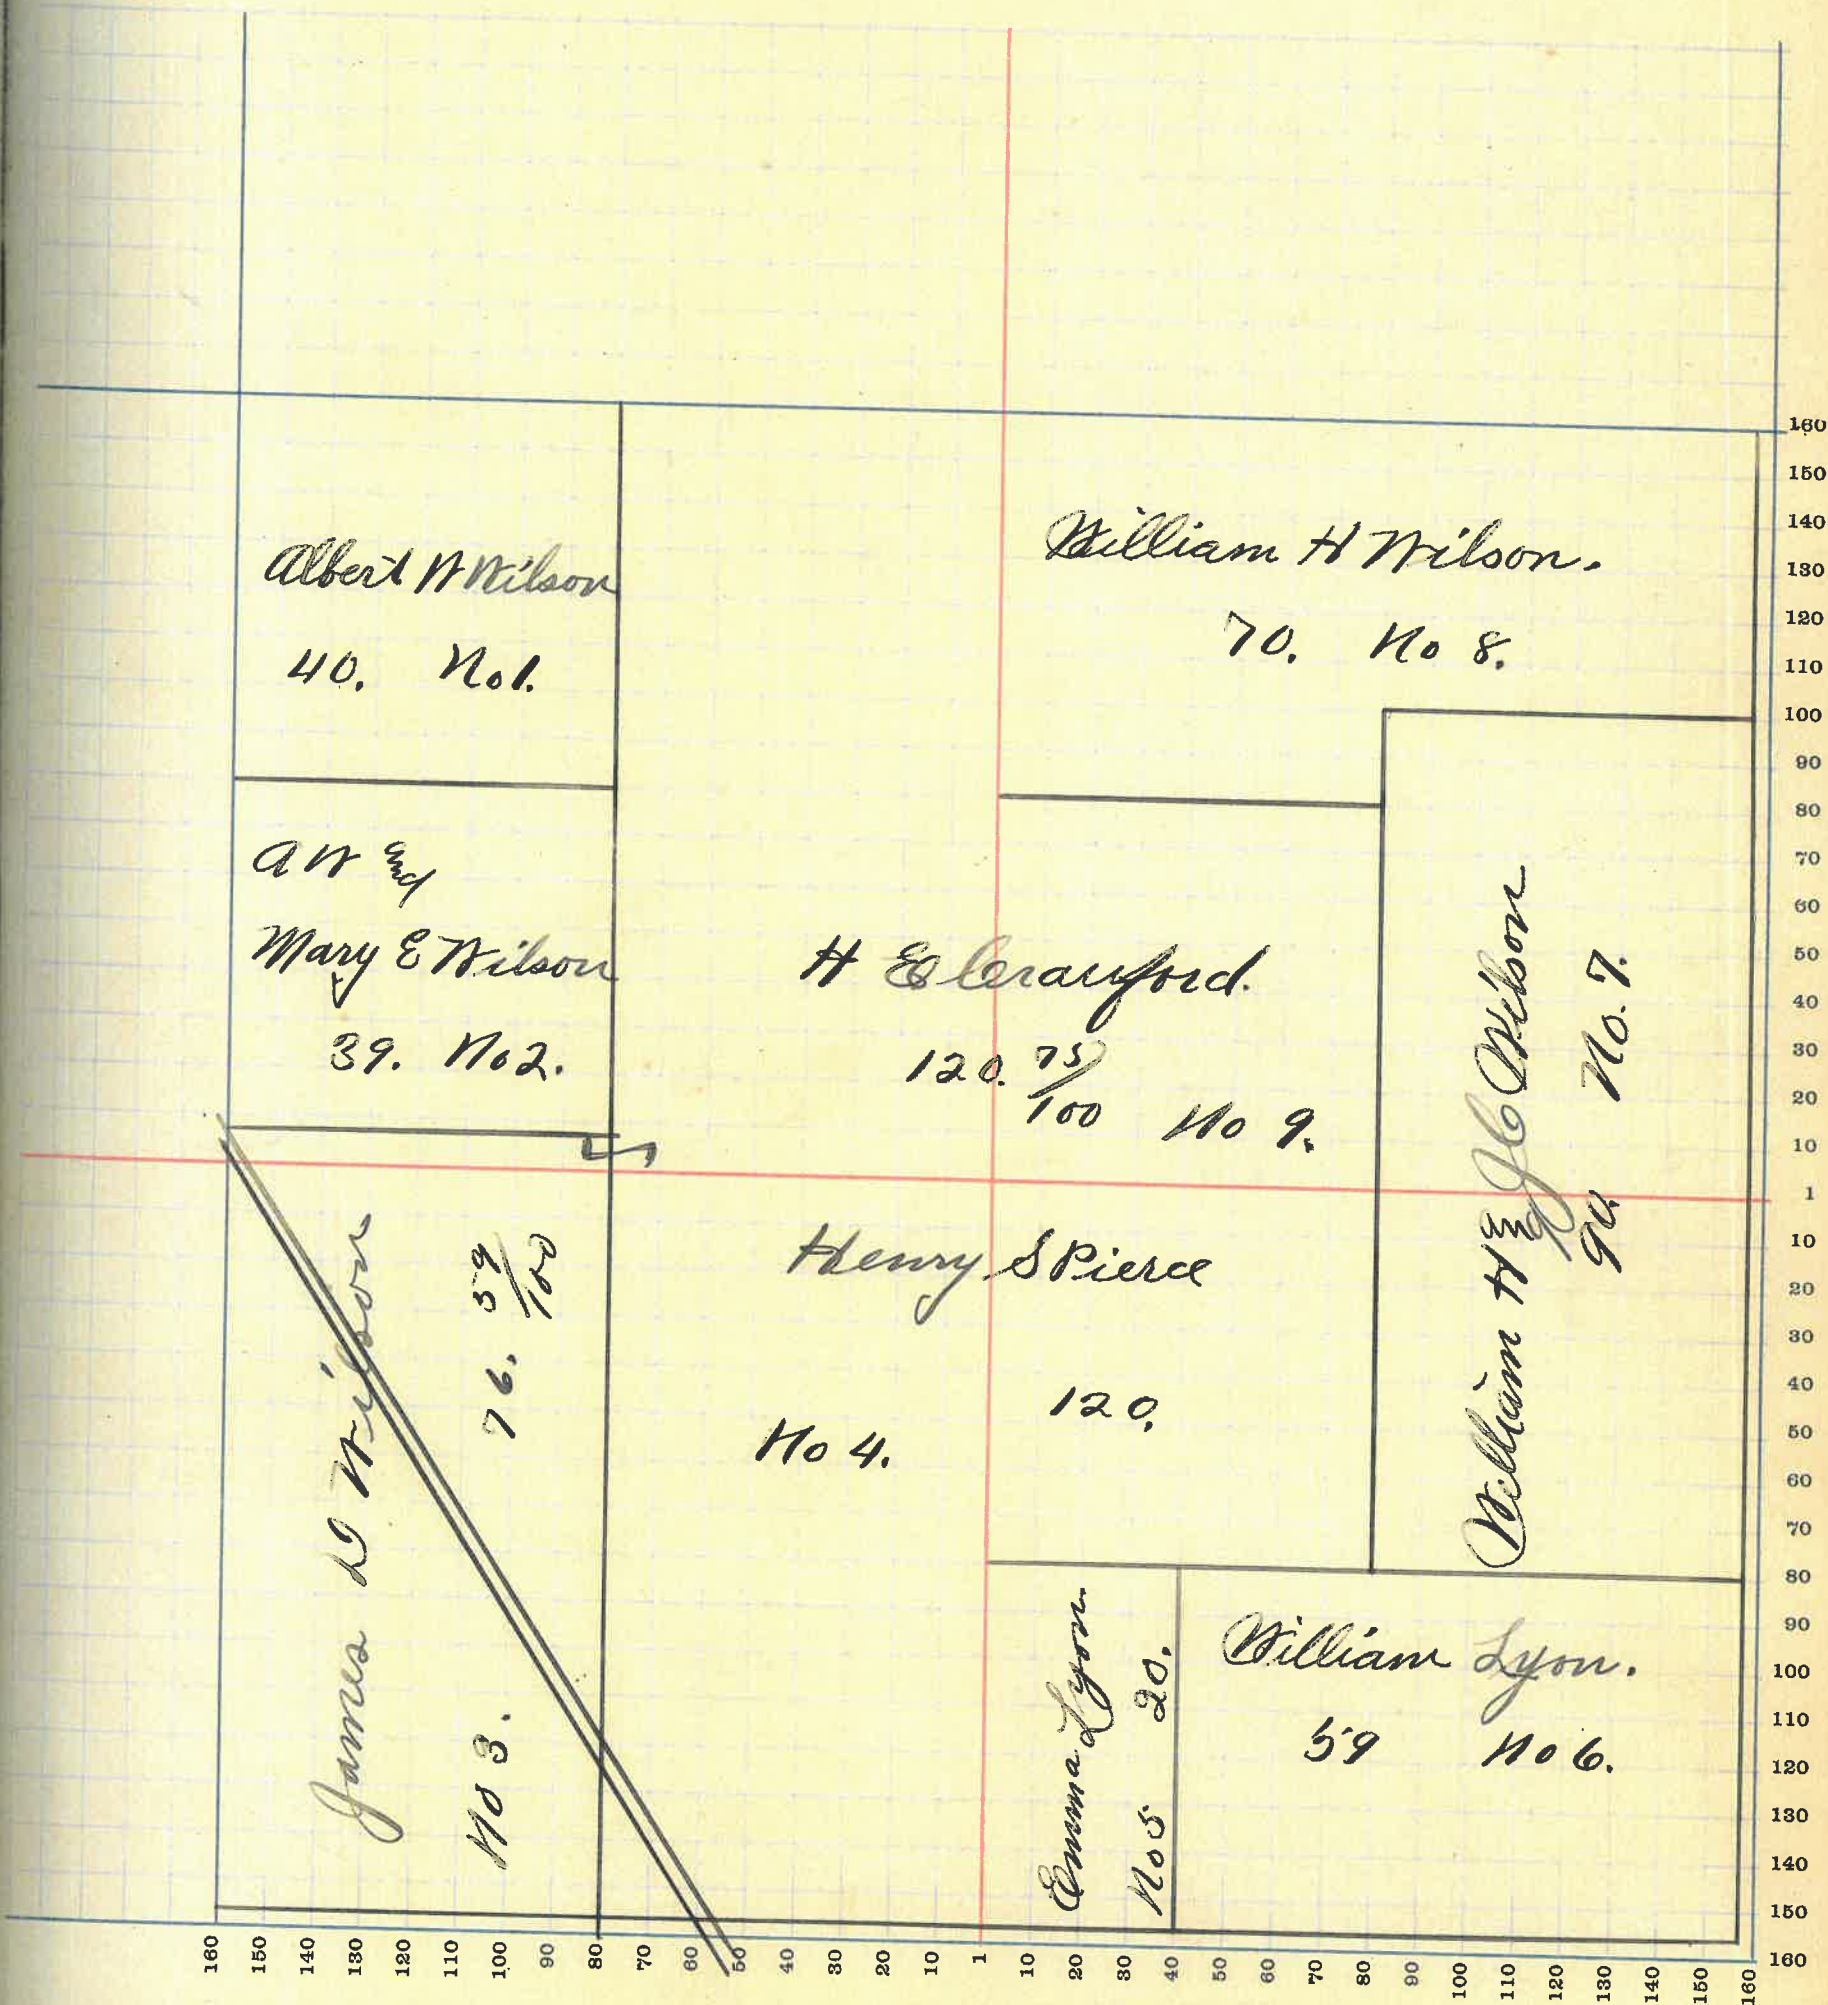 Albert W Wilson
40. No 1.
William H Wilson.
70. No 8.
A W and
Mary E Wilson
39. No 2.
H E Crawford.
120. 75/100 No 9.
William H and J C Wilson
90. No. 7.
James D Wilson
No 3. 76. 59/100
Henry S Pierce
120.
No 4.
Emma Lyon
No 5 20.
William Lyon.
59 No 6.
160
150
140
130
120
110
100
90
80
70
60
50
40
30
20
10
1
10
20
30
40
50
60
70
80
90
100
110
120
130
140
150
160
160 150 140 130 120 110 100 90 80 70 60 50 40 30 20 10 1 10 20 30 40 50 60 70 80 90 100 110 120 130 140 150 160